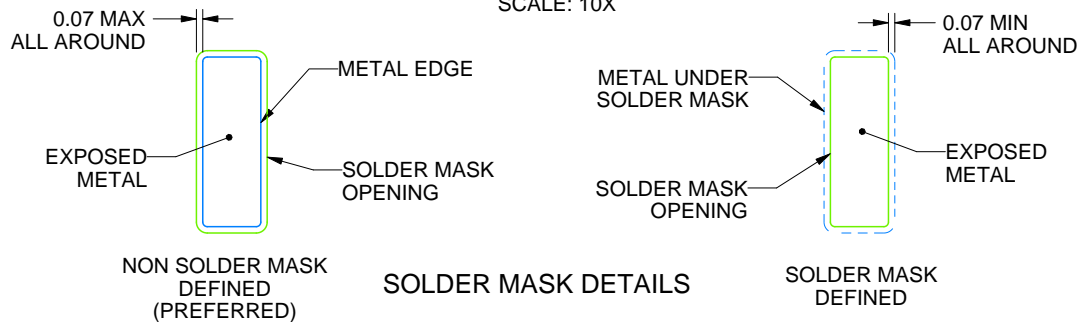 SCALE: 10X
0.07 MAX
ALL AROUND
METAL EDGE
EXPOSED
METAL
SOLDER MASK
OPENING
NON SOLDER MASK
DEFINED
(PREFERRED)
0.07 MIN
ALL AROUND
METAL UNDER
SOLDER MASK
SOLDER MASK
OPENING
EXPOSED
METAL
SOLDER MASK
DEFINED
SOLDER MASK DETAILS